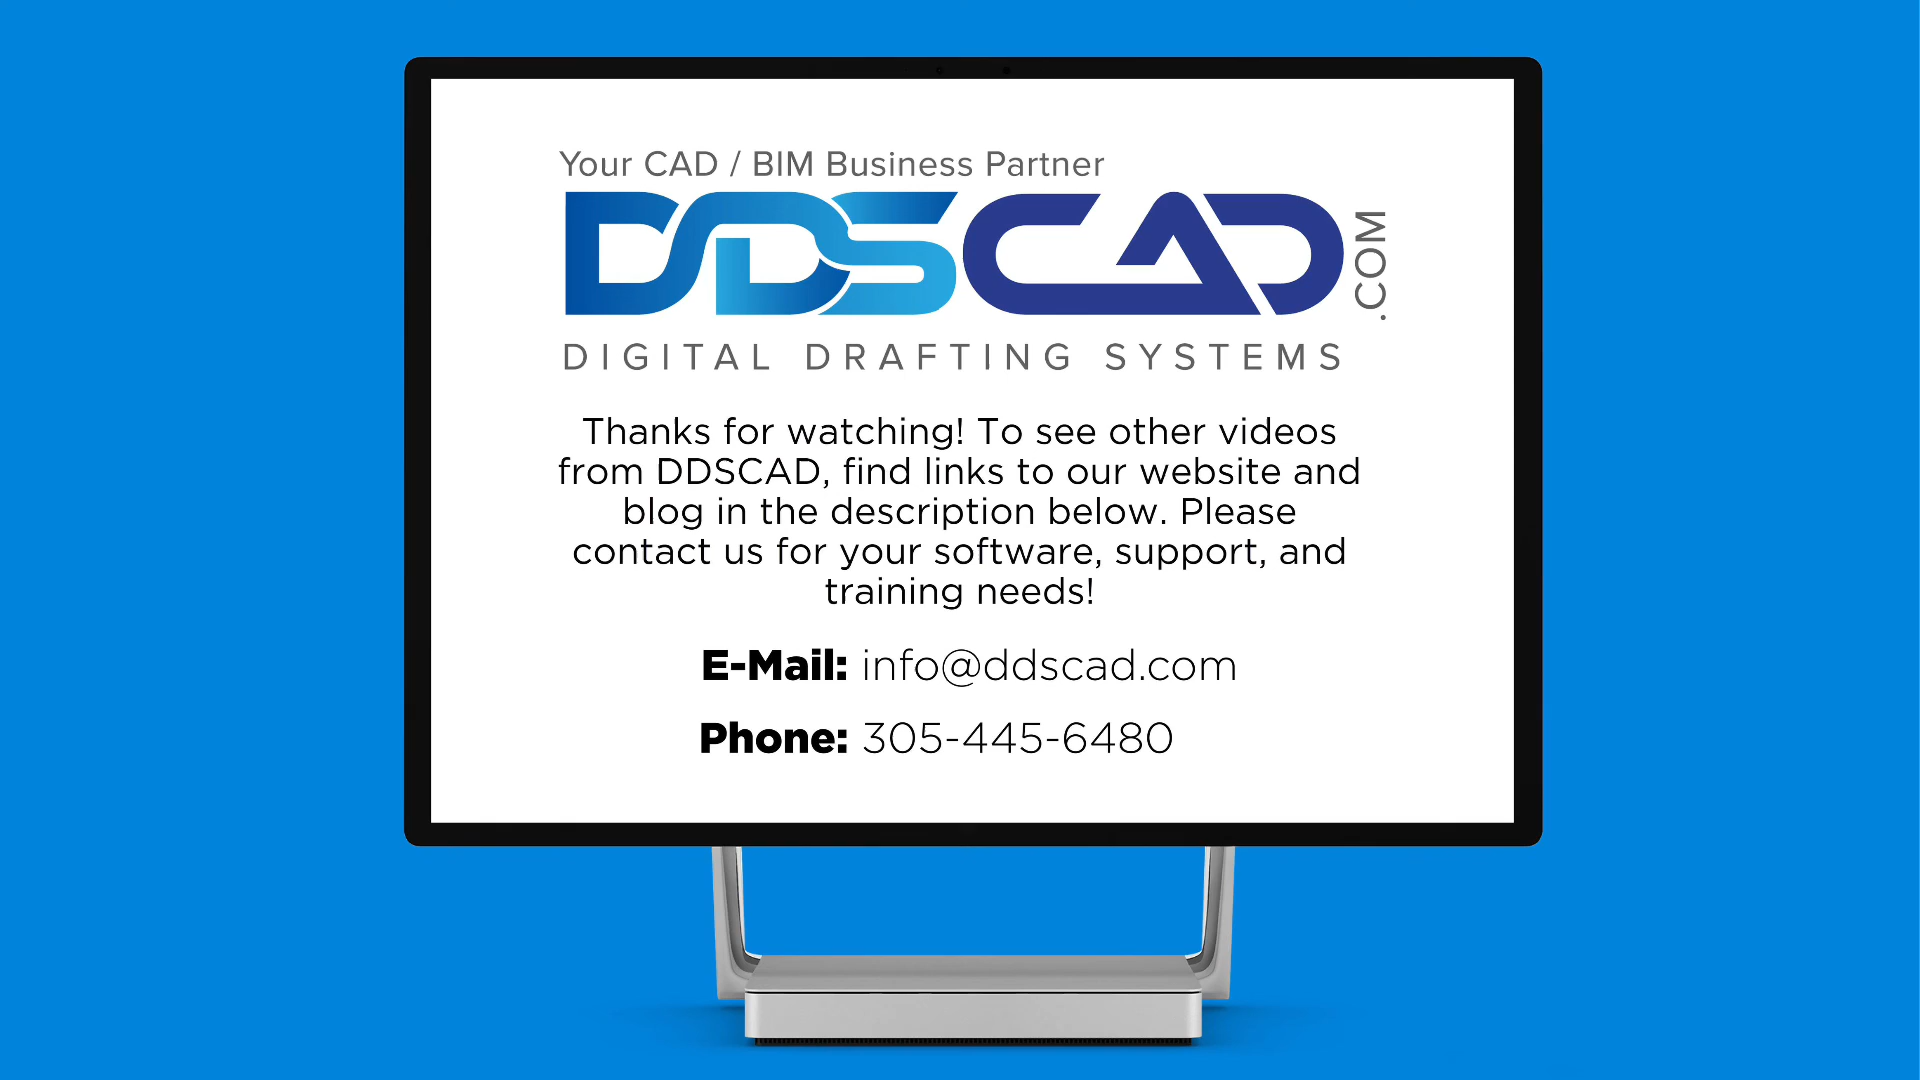 Your CAD / BIM Business Partner
DDSCAD
.COM
DIGITAL DRAFTING SYSTEMS
Thanks for watching! To see other videos
from DDSCAD, find links to our website and
blog in the description below. Please
contact us for your software, support, and
training needs!
E-Mail: info@ddscad.com
Phone: 305-445-6480